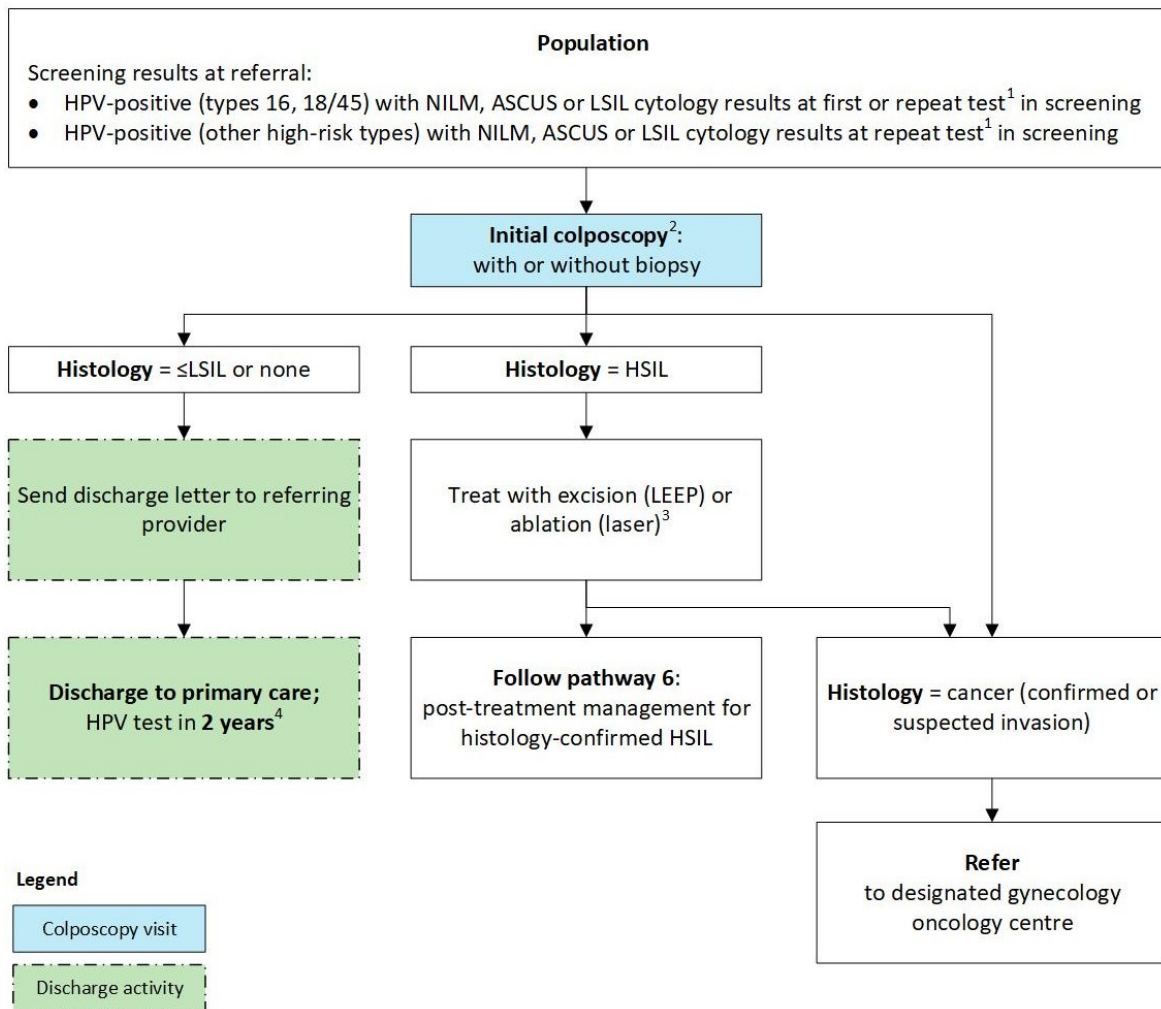 Population
Screening results at referral:
• HPV-positive (types 16, 18/45) with NILM, ASCUS or LSIL cytology results at first or repeat test1 in screening
• HPV-positive (other high-risk types) with NILM, ASCUS or LSIL cytology results at repeat test1 in screening
Initial colposcopy2:
with or without biopsy
Histology = ≤LSIL or none
Histology = HSIL
Send discharge letter to referring
provider
Treat with excision (LEEP) or
ablation (laser)3
Discharge to primary care;
HPV test in 2 years4
Follow pathway 6:
post-treatment management for
histology-confirmed HSIL
Histology = cancer (confirmed or
suspected invasion)
Refer
to designated gynecology
oncology centre
Legend
Colposcopy visit
Discharge activity